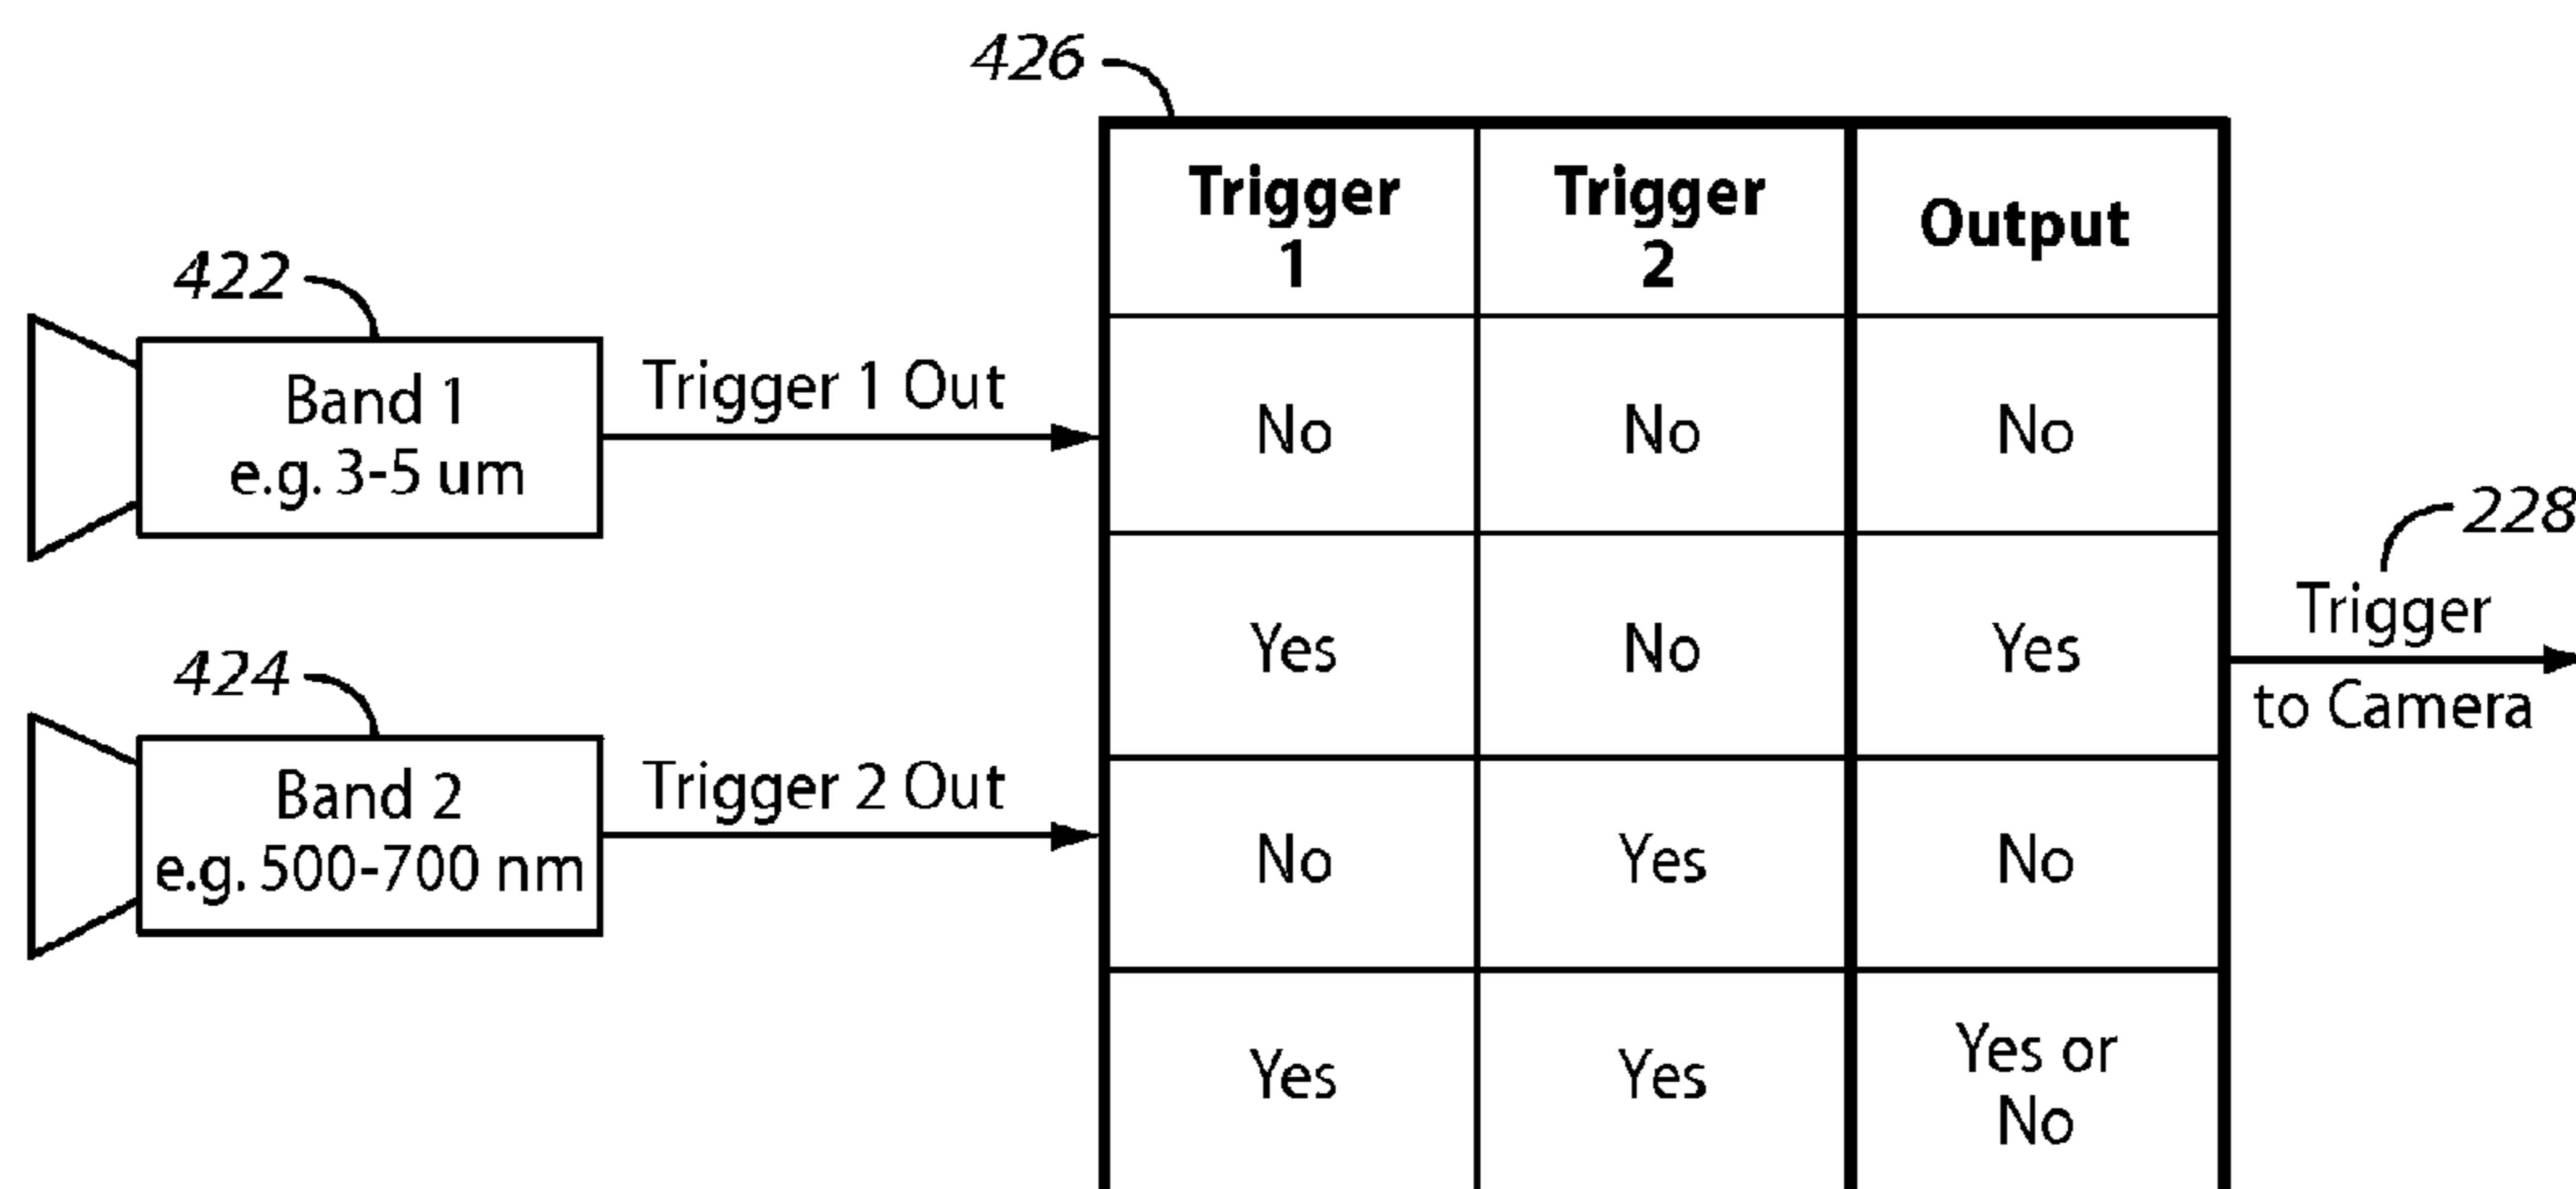 426
422
Band 1
e.g. 3-5 um
Trigger 1 Out
424
Band 2
e.g. 500-700 nm
Trigger 2 Out
Trigger
1
Trigger
2
Output
No
No
No
Yes
No
Yes
No
Yes
No
Yes
Yes
Yes or
No
228
Trigger
to Camera